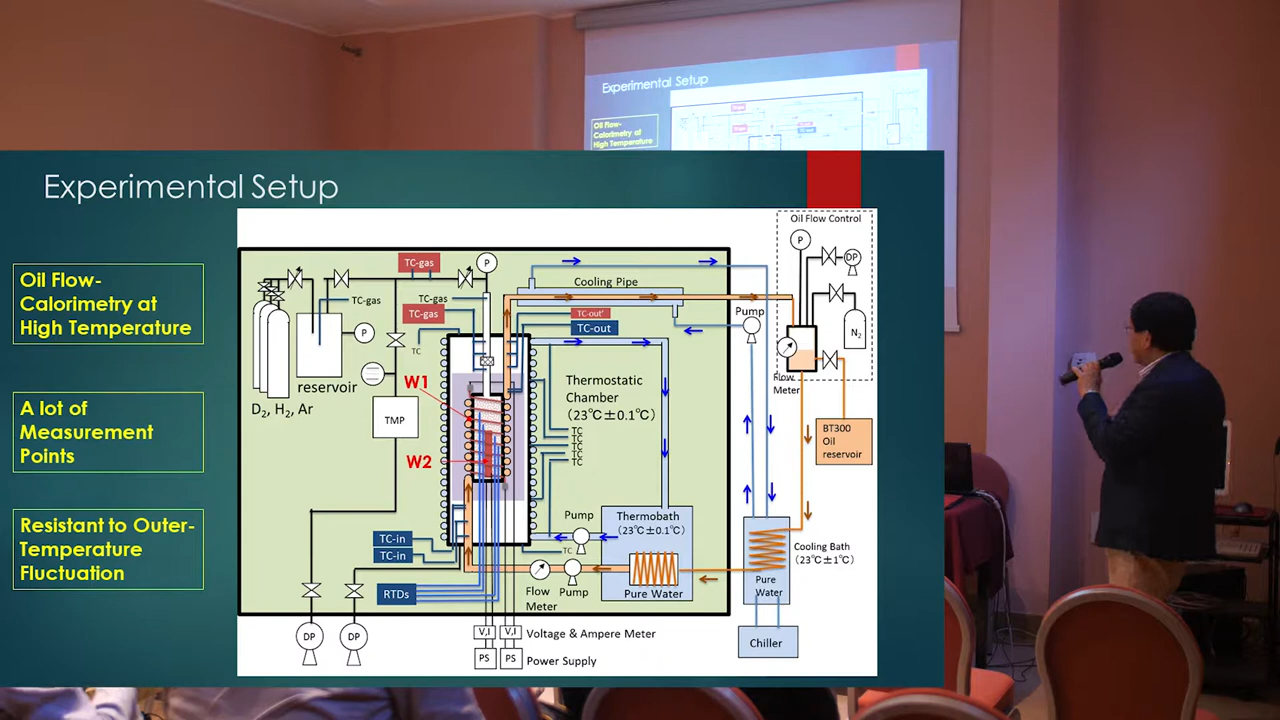 Experimental Setup
Oil Flow-
Calorimetry at
High Temperature
Experimental Setup
Oil Flow-
Calorimetry at
High Temperature
A lot of
Measurement
Points
Resistant to Outer-
Temperature
Fluctuation
Oil Flow Control
P
DP
N2
Flow
Meter
BT300
Oil
reservoir
TC-gas
P
TC-gas
TC-gas
TC-gas
TC
P
reservoir
D2, H2, Ar
TMP
Cooling Pipe
TC-out'
TC-out
Pump
W1
W2
Thermostatic
Chamber
(23℃±0.1℃)
TC
TC
TC
TC
TC
Pump
Thermobath
(23℃±0.1℃)
TC
TC-in
TC-in
RTDs
Flow
Meter
Pump
Pure Water
Cooling Bath
(23℃±1℃)
Pure
Water
Chiller
DP
DP
V,I
V,I
Voltage & Ampere Meter
PS
PS
Power Supply